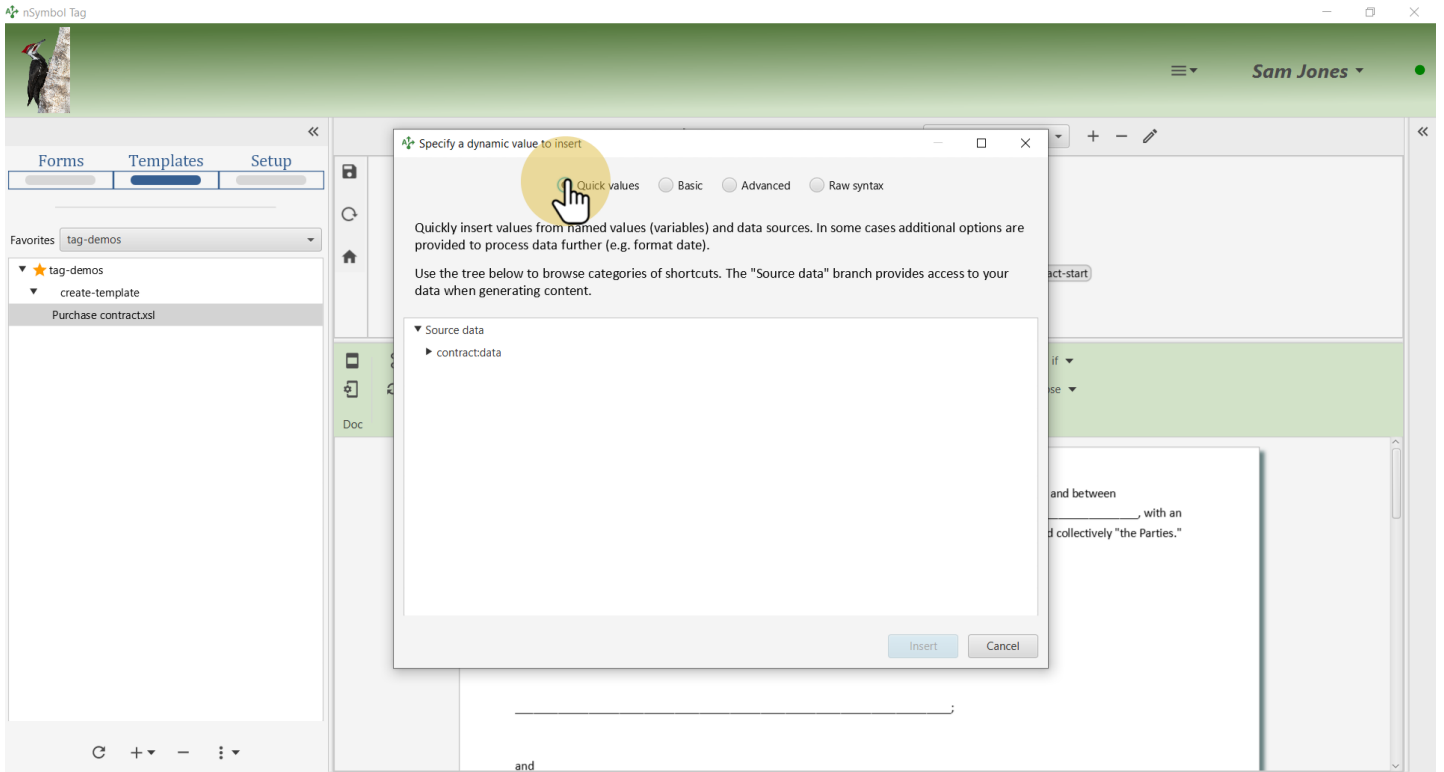 nSymbol Tag
Sam Jones
Forms Templates Setup
Favorites tag-demos
tag-demos
create-template
Purchase contract.xsl
Doc
Specify a dynamic value to insert
Quick values Basic Advanced Raw syntax
Quickly insert values from named values (variables) and data sources. In some cases additional options are
provided to process data further (e.g. format date).
Use the tree below to browse categories of shortcuts. The "Source data" branch provides access to your
data when generating content.
Source data
contract:data
Insert Cancel
act-start
if
and between
, with an
collectively "the Parties."
;
and